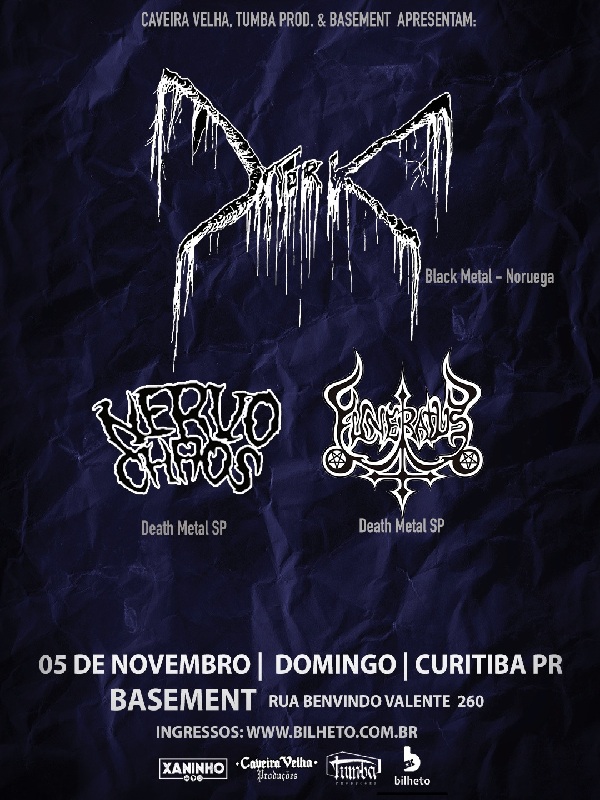 CAVEIRA VELHA, TUMBA PROD. & BASEMENT APRESENTAM:
MORK
Black Metal - Noruega
NERVO
CHAOS
FUNERATUS
Death Metal SP
Death Metal SP
05 DE NOVEMBRO | DOMINGO | CURITIBA PR
BASEMENT RUA BENVINDO VALENTE 260
INGRESSOS: WWW.BILHETO.COM.BR
XANINHO
Caveira Velha
Produções
Tumba
bilheto